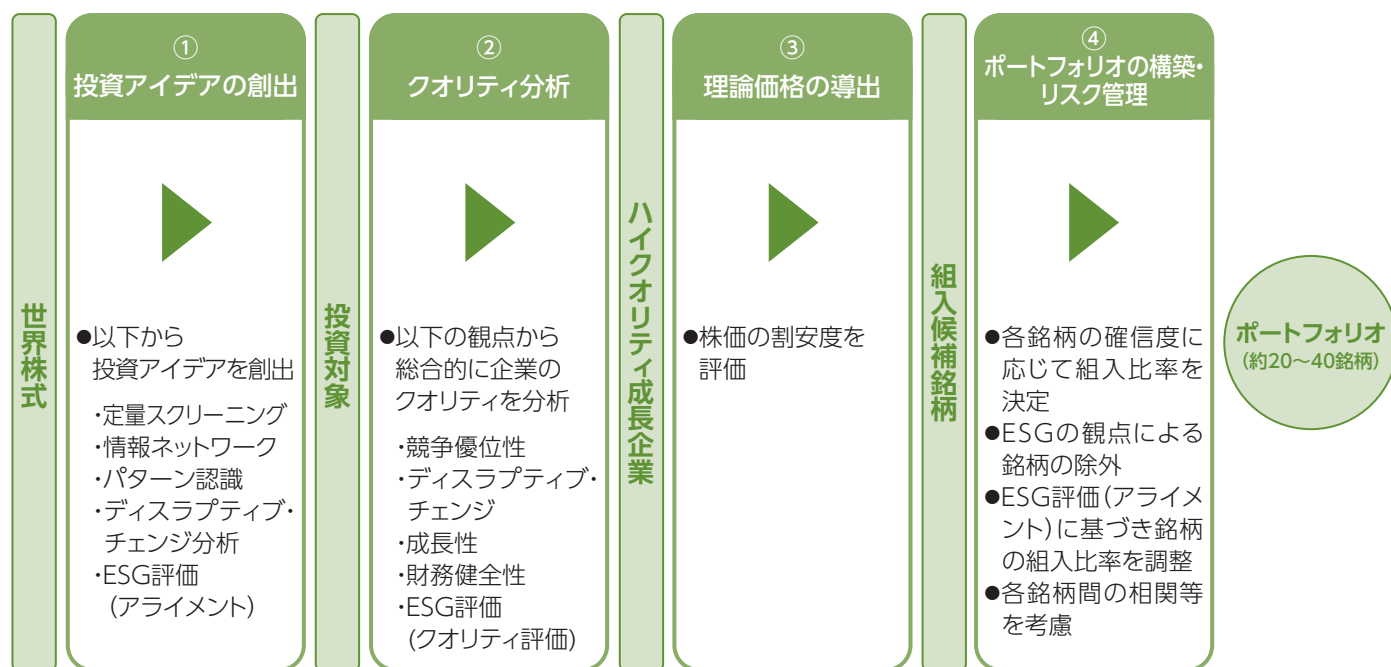 世界株式
①
投資アイデアの創出
●以下から
投資アイデアを創出
・定量スクリーニング
・情報ネットワーク
・パターン認識
・ディスラプティブ・
チェンジ分析
・ESG評価
(アライメント)
投資対象
②
クオリティ分析
●以下の観点から
総合的に企業の
クオリティを分析
・競争優位性
・ディスラプティブ・
チェンジ
・成長性
・財務健全性
・ESG評価
(クオリティ評価)
ハイクオリティ成長企業
③
理論価格の導出
●株価の割安度を
評価
組入候補銘柄
④
ポートフォリオの構築・
リスク管理
●各銘柄の確信度に
応じて組入比率を
決定
●ESGの観点による
銘柄の除外
●ESG評価(アライメ
ント)に基づき銘柄
の組入比率を調整
●各銘柄間の相関等
を考慮
ポートフォリオ
(約20〜40銘柄)